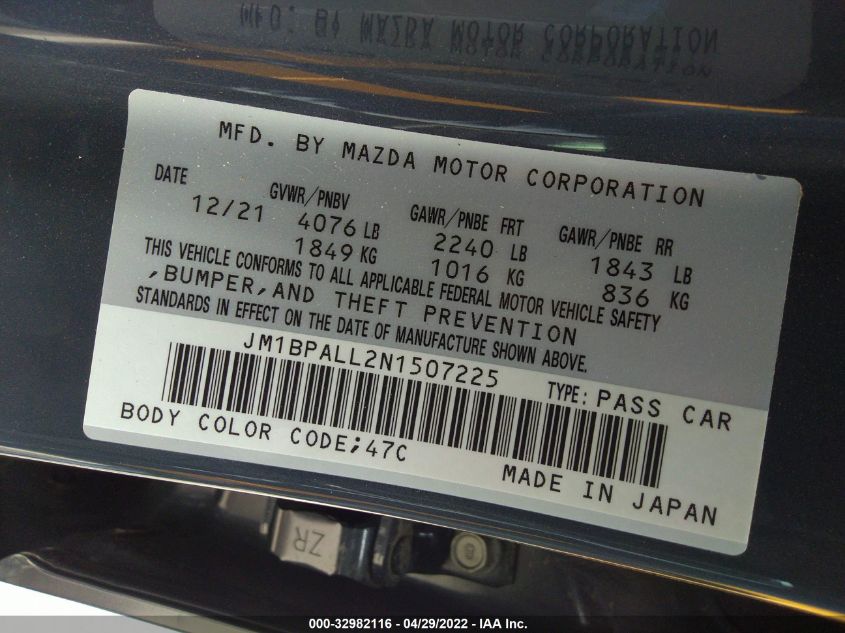 MFD. BY MAZDA MOTOR CORPORATION
DATE GVWR/PNBV GAWR/PNBE FRT GAWR/PNBE RR
12/21 4076 LB 2240 LB 1843 LB
1849 KG 1016 KG 836 KG
THIS VEHICLE CONFORMS TO ALL APPLICABLE FEDERAL MOTOR VEHICLE SAFETY
,BUMPER,AND THEFT PREVENTION
STANDARDS IN EFFECT ON THE DATE OF MANUFACTURE SHOWN ABOVE.
JM1BPALL2N1507225 TYPE: PASS CAR
BODY COLOR CODE;47C
MADE IN JAPAN
ZR
000-32982116 - 04/29/2022 - IAA Inc.